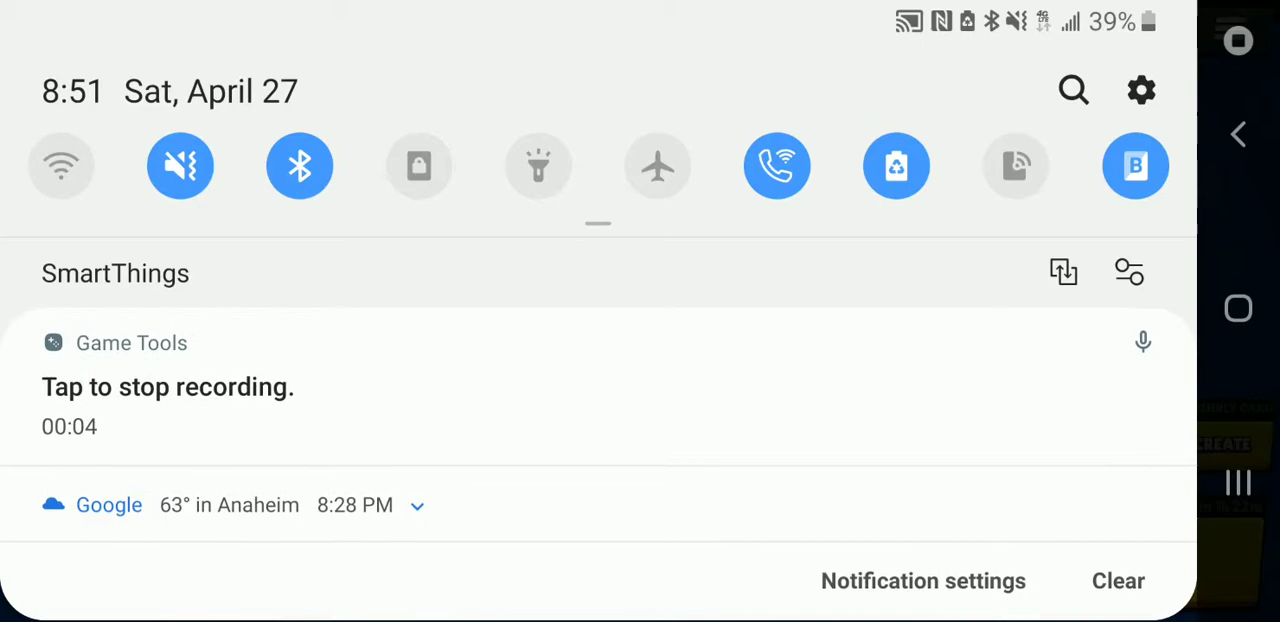 39%
8:51 Sat, April 27
SmartThings
Game Tools
Tap to stop recording.
00:04
CREATE
Google 63° in Anaheim 8:28 PM
Notification settings Clear